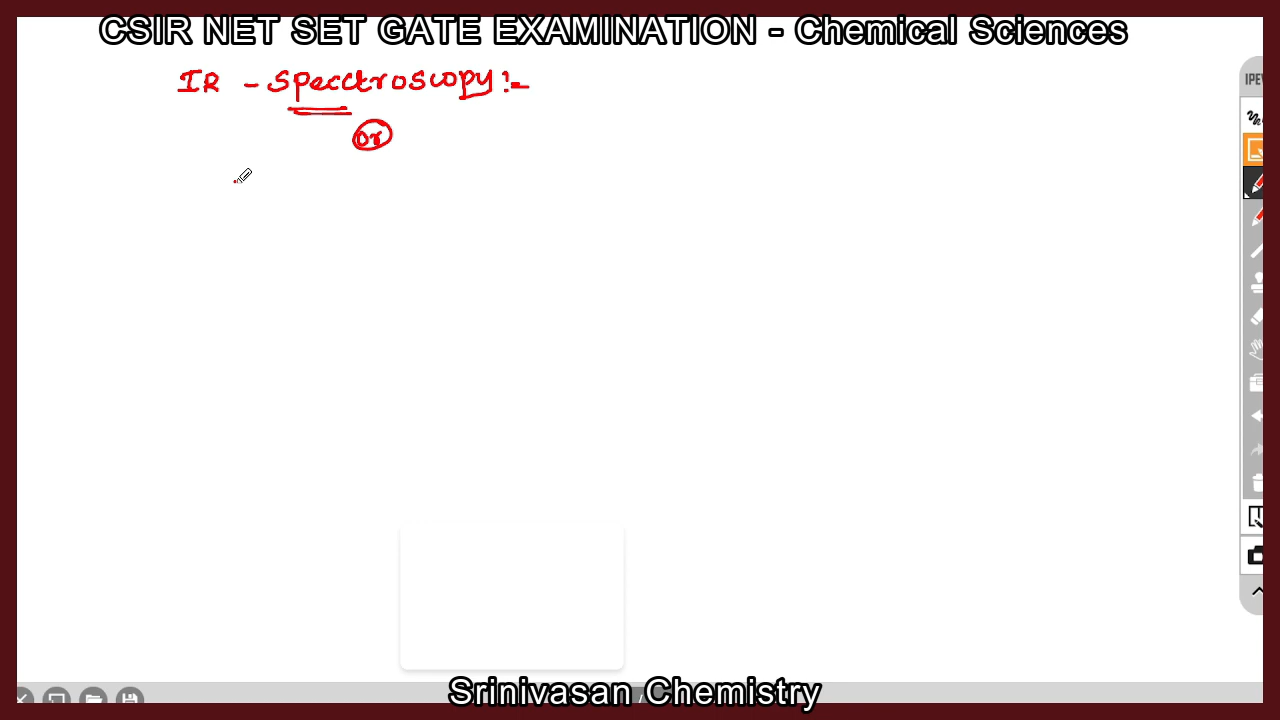 CSIR NET SET GATE EXAMINATION - Chemical Sciences
IR - Specctroscopy :-
or
Srinivasan Chemistry